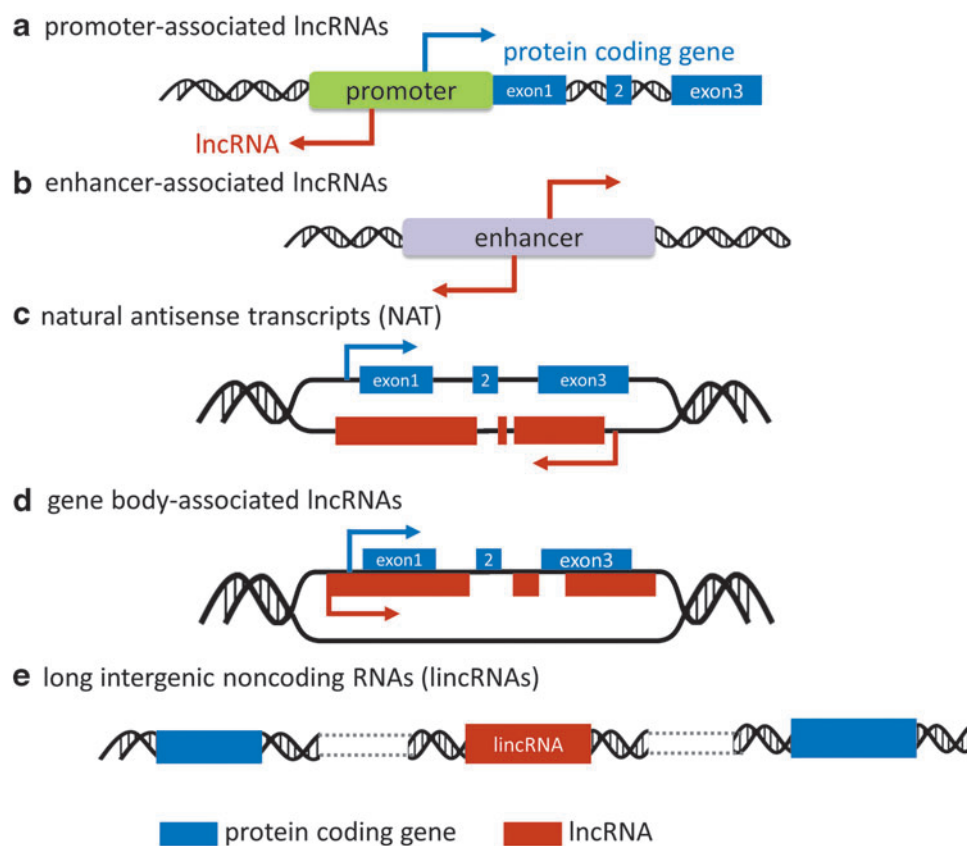 a promoter-associated lncRNAs
protein coding gene
promoter exon1 2 exon3
lncRNA
b enhancer-associated lncRNAs
enhancer
c natural antisense transcripts (NAT)
exon1 2 exon3
d gene body-associated lncRNAs
exon1 2 exon3
e long intergenic noncoding RNAs (lincRNAs)
lincRNA
protein coding gene lncRNA